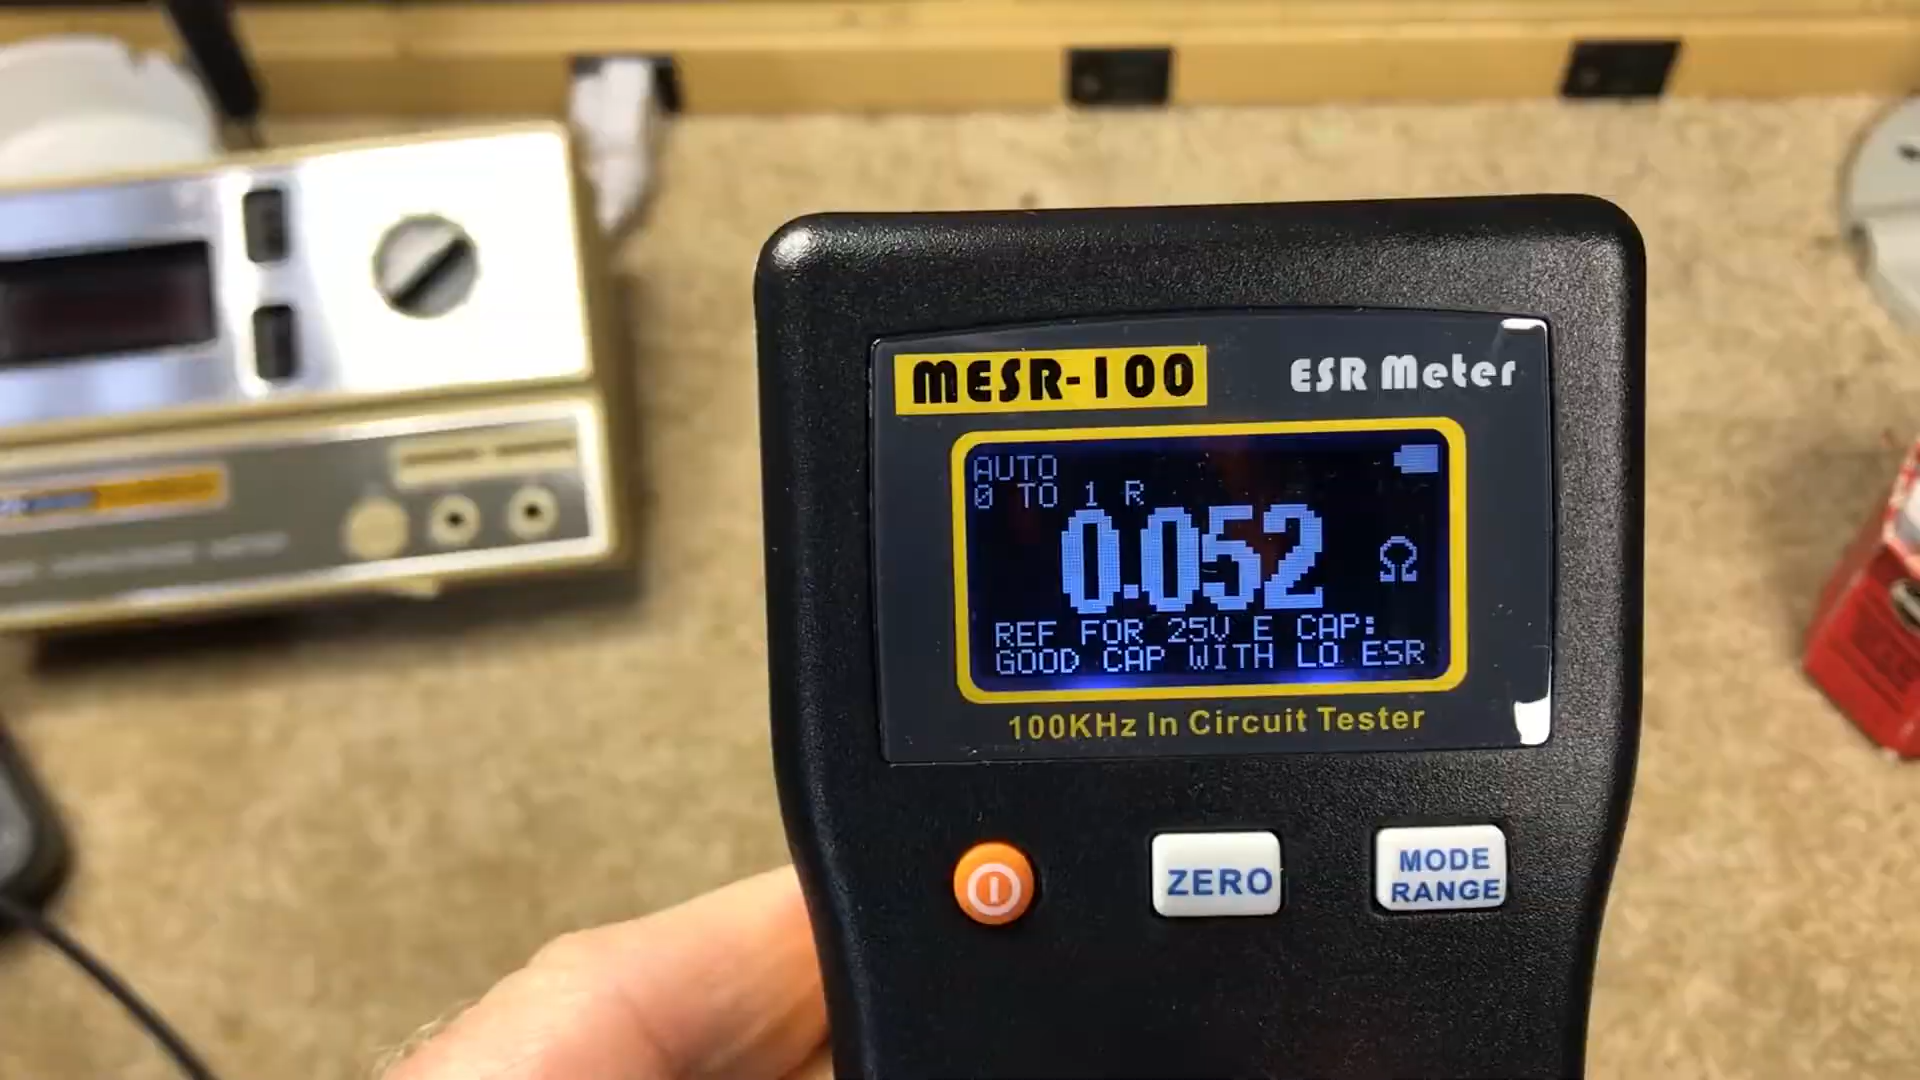 MESR-100
ESR Meter
AUTO
0 TO 1 R
0.052 Ω
REF FOR 25V E CAP:
GOOD CAP WITH LO ESR
100KHz In Circuit Tester
ZERO
MODE
RANGE